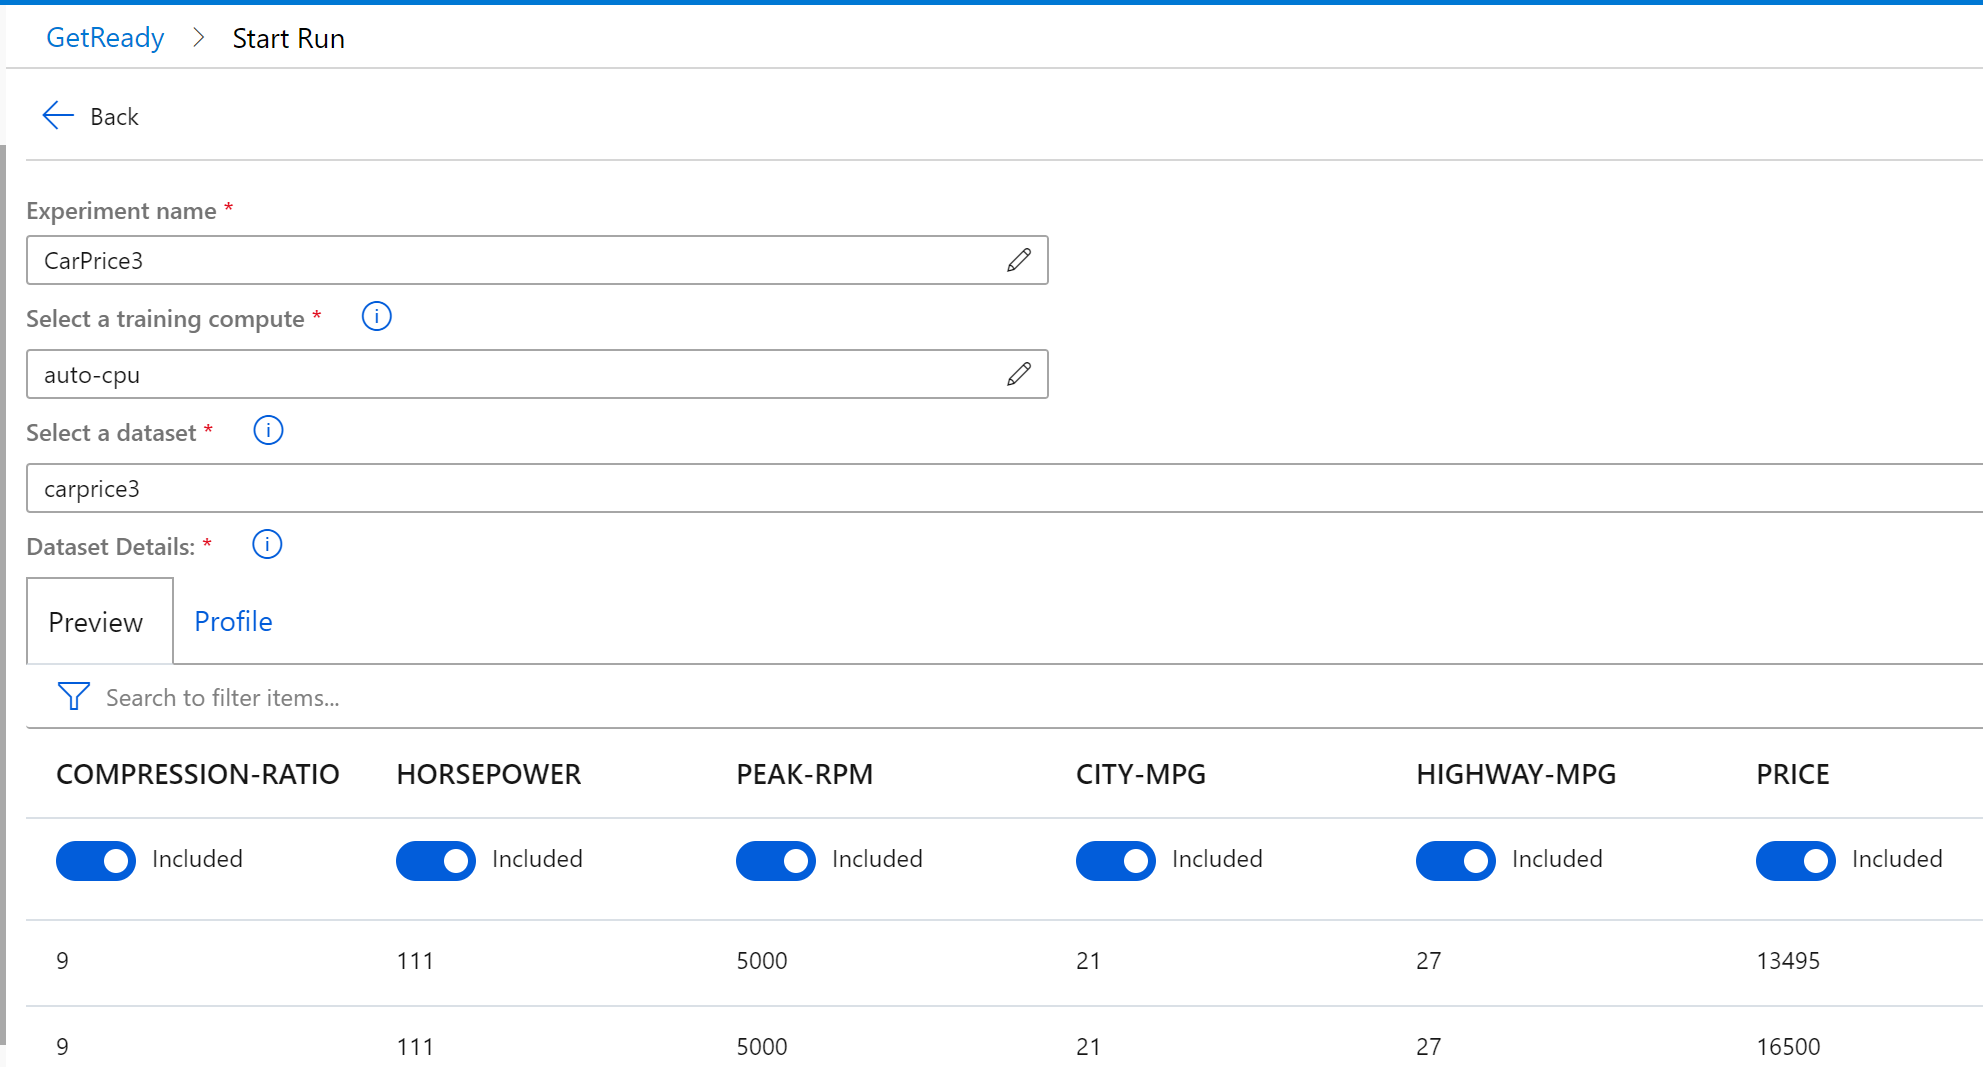 GetReady > Start Run
Back
Experiment name *
CarPrice3
Select a training compute * i
auto-cpu
Select a dataset * i
carprice3
Dataset Details: * i
Preview Profile
Search to filter items...
COMPRESSION-RATIO HORSEPOWER PEAK-RPM CITY-MPG HIGHWAY-MPG PRICE
Included Included Included Included Included Included
9 111 5000 21 27 13495
9 111 5000 21 27 16500